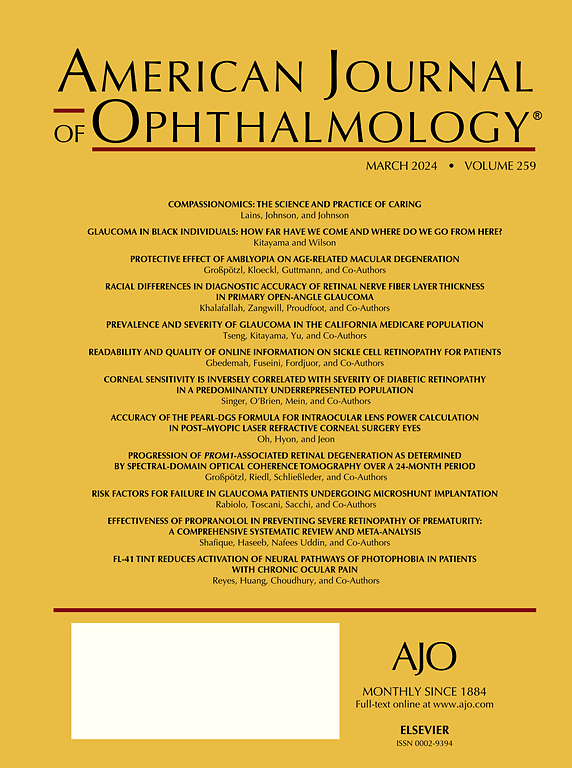 AMERICAN JOURNAL
OF OPHTHALMOLOGY®
MARCH 2024 • VOLUME 259
COMPASSIONOMICS: THE SCIENCE AND PRACTICE OF CARING
Lains, Johnson, and Johnson
GLAUCOMA IN BLACK INDIVIDUALS: HOW FAR HAVE WE COME AND WHERE DO WE GO FROM HERE?
Kitayama and Wilson
PROTECTIVE EFFECT OF AMBLYOPIA ON AGE-RELATED MACULAR DEGENERATION
Großpötzl, Kloeckl, Guttmann, and Co-Authors
RACIAL DIFFERENCES IN DIAGNOSTIC ACCURACY OF RETINAL NERVE FIBER LAYER THICKNESS
IN PRIMARY OPEN-ANGLE GLAUCOMA
Khalafallah, Zangwill, Proudfoot, and Co-Authors
PREVALENCE AND SEVERITY OF GLAUCOMA IN THE CALIFORNIA MEDICARE POPULATION
Tseng, Kitayama, Yu, and Co-Authors
READABILITY AND QUALITY OF ONLINE INFORMATION ON SICKLE CELL RETINOPATHY FOR PATIENTS
Gbedemah, Fuseini, Fordjuor, and Co-Authors
CORNEAL SENSITIVITY IS INVERSELY CORRELATED WITH SEVERITY OF DIABETIC RETINOPATHY
IN A PREDOMINANTLY UNDERREPRESENTED POPULATION
Singer, O'Brien, Mein, and Co-Authors
ACCURACY OF THE PEARL-DGS FORMULA FOR INTRAOCULAR LENS POWER CALCULATION
IN POST–MYOPIC LASER REFRACTIVE CORNEAL SURGERY EYES
Oh, Hyon, and Jeon
PROGRESSION OF PROM1-ASSOCIATED RETINAL DEGENERATION AS DETERMINED
BY SPECTRAL-DOMAIN OPTICAL COHERENCE TOMOGRAPHY OVER A 24-MONTH PERIOD
Großpötzl, Riedl, Schließleder, and Co-Authors
RISK FACTORS FOR FAILURE IN GLAUCOMA PATIENTS UNDERGOING MICROSHUNT IMPLANTATION
Rabiolo, Toscani, Sacchi, and Co-Authors
EFFECTIVENESS OF PROPRANOLOL IN PREVENTING SEVERE RETINOPATHY OF PREMATURITY:
A COMPREHENSIVE SYSTEMATIC REVIEW AND META-ANALYSIS
Shafique, Haseeb, Nafees Uddin, and Co-Authors
FL-41 TINT REDUCES ACTIVATION OF NEURAL PATHWAYS OF PHOTOPHOBIA IN PATIENTS
WITH CHRONIC OCULAR PAIN
Reyes, Huang, Choudhury, and Co-Authors
AJO
MONTHLY SINCE 1884
Full-text online at www.ajo.com
ELSEVIER
ISSN 0002-9394